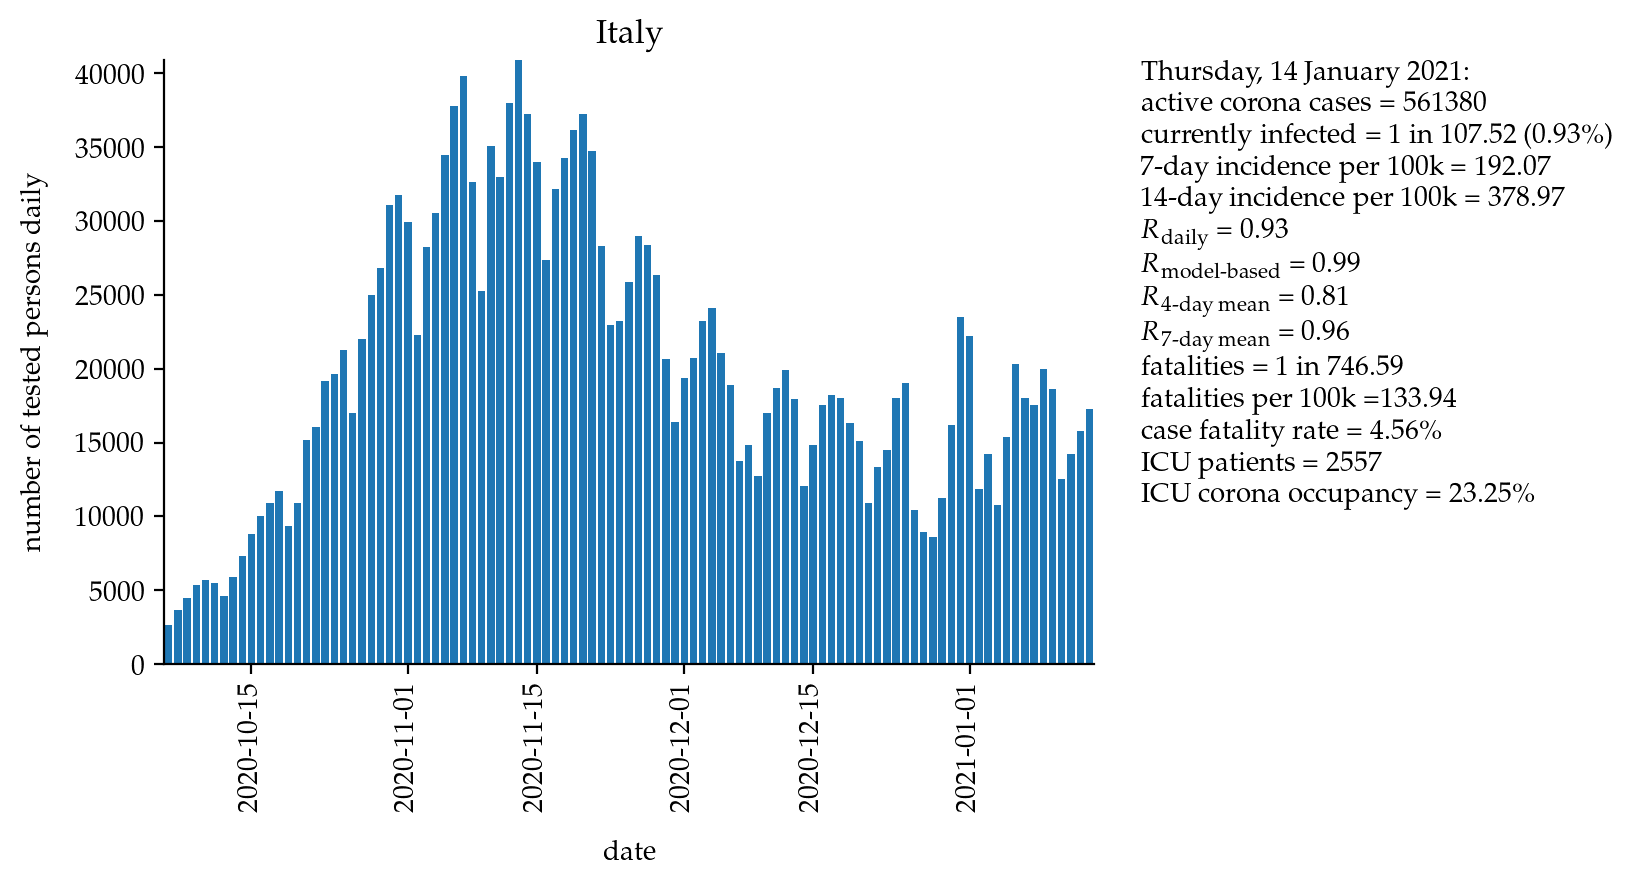 Italy
number of tested persons daily
40000
35000
30000
25000
20000
15000
10000
5000
0
2020-10-15
2020-11-01
2020-11-15
2020-12-01
2020-12-15
2021-01-01
date
Thursday, 14 January 2021:
active corona cases = 561380
currently infected = 1 in 107.52 (0.93%)
7-day incidence per 100k = 192.07
14-day incidence per 100k = 378.97
R daily = 0.93
R model-based = 0.99
R 4-day mean = 0.81
R 7-day mean = 0.96
fatalities = 1 in 746.59
fatalities per 100k =133.94
case fatality rate = 4.56%
ICU patients = 2557
ICU corona occupancy = 23.25%